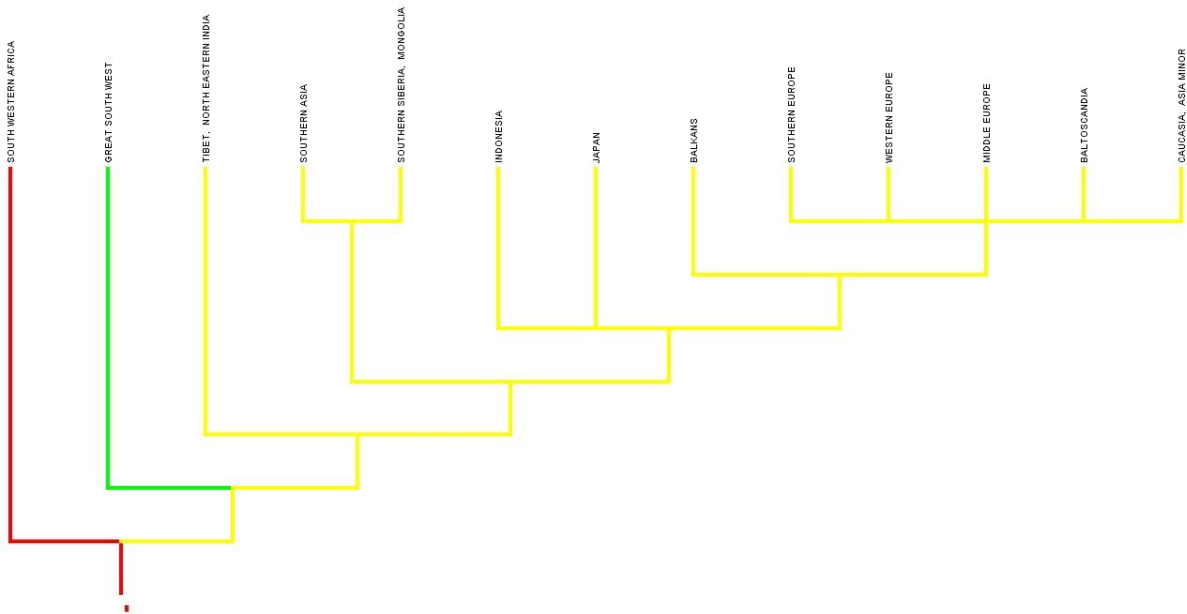 SOUTH WESTERN AFRICA
GREAT SOUTH WEST
TIBET, NORTH EASTERN INDIA
SOUTHERN ASIA
SOUTHERN SIBERIA, MONGOLIA
INDONESIA
JAPAN
BALKANS
SOUTHERN EUROPE
WESTERN EUROPE
MIDDLE EUROPE
BALTOSCANDIA
CAUCASIA, ASIA MINOR